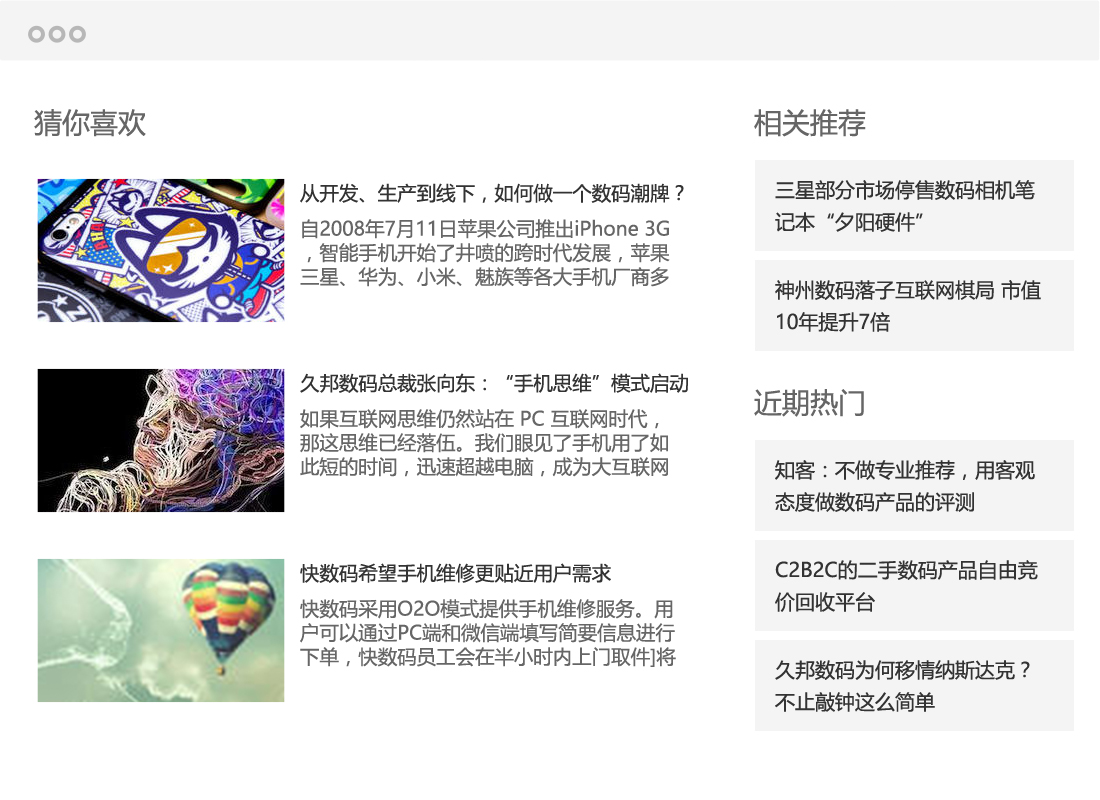 猜你喜欢
从开发、生产到线下，如何做一个数码潮牌？
自2008年7月11日苹果公司推出iPhone 3G
，智能手机开始了井喷的跨时代发展，苹果
三星、华为、小米、魅族等各大手机厂商多
久邦数码总裁张向东：“手机思维”模式启动
如果互联网思维仍然站在 PC 互联网时代，
那这思维已经落伍。我们眼见了手机用了如
此短的时间，迅速超越电脑，成为大互联网
快数码希望手机维修更贴近用户需求
快数码采用O2O模式提供手机维修服务。用
户可以通过PC端和微信端填写简要信息进行
下单，快数码员工会在半小时内上门取件]将
相关推荐
三星部分市场停售数码相机笔
记本“夕阳硬件”
神州数码落子互联网棋局 市值
10年提升7倍
近期热门
知客：不做专业推荐，用客观
态度做数码产品的评测
C2B2C的二手数码产品自由竞
价回收平台
久邦数码为何移情纳斯达克？
不止敲钟这么简单